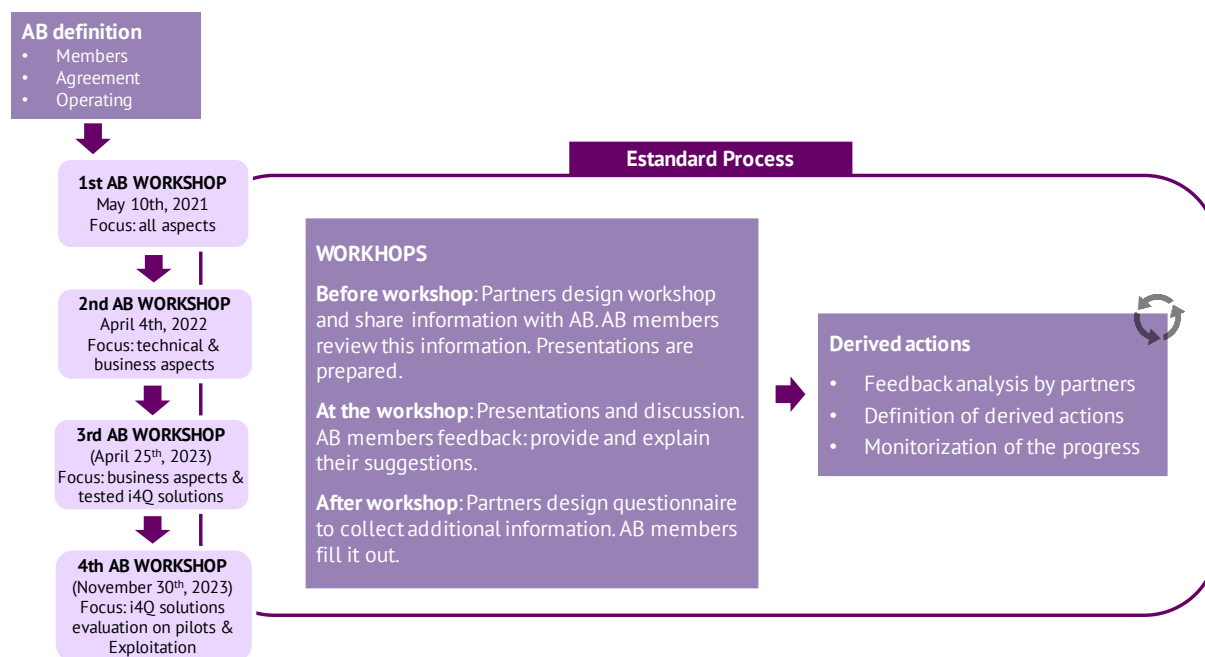 AB definition
• Members
• Agreement
• Operating
1st AB WORKSHOP
May 10th, 2021
Focus: all aspects
2nd AB WORKSHOP
April 4th, 2022
Focus: technical &
business aspects
3rd AB WORKSHOP
(April 25th, 2023)
Focus: business aspects &
tested i4Q solutions
4th AB WORKSHOP
(November 30th, 2023)
Focus: i4Q solutions
evaluation on pilots &
Exploitation
Estandard Process
WORKHOPS
Before workshop: Partners design workshop
and share information with AB. AB members
review this information. Presentations are
prepared.
At the workshop: Presentations and discussion.
AB members feedback: provide and explain
their suggestions.
After workshop: Partners design questionnaire
to collect additional information. AB members
fill it out.
Derived actions
• Feedback analysis by partners
• Definition of derived actions
• Monitorization of the progress